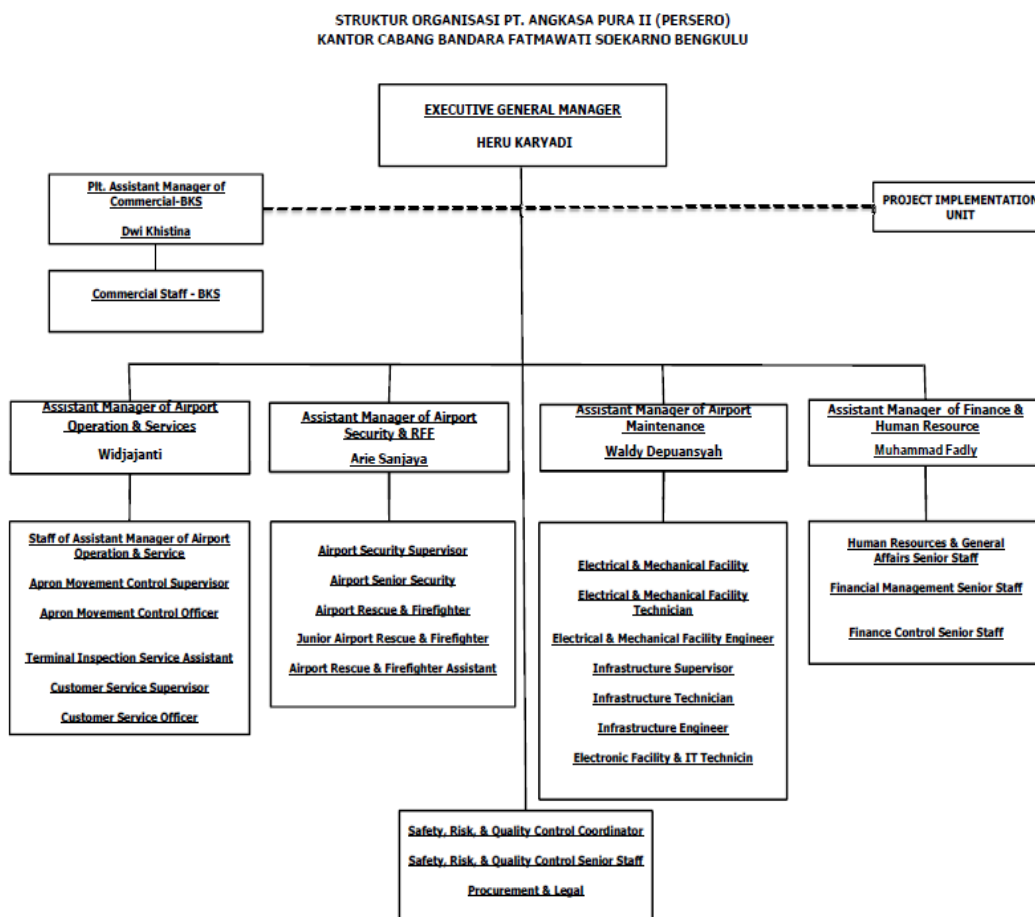 STRUKTUR ORGANISASI PT. ANGKASA PURA II (PERSERO)
KANTOR CABANG BANDARA FATMAWATI SOEKARNO BENGKULU
EXECUTIVE GENERAL MANAGER
HERU KARYADI
Plt. Assistant Manager of
Commercial-BKS
Dwi Khistina
PROJECT IMPLEMENTATION
UNIT
Commercial Staff - BKS
Assistant Manager of Airport
Operation & Services
Widjajanti
Assistant Manager of Airport
Security & RFF
Arie Sanjaya
Assistant Manager of Airport
Maintenance
Waldy Depuansyah
Assistant Manager of Finance &
Human Resource
Muhammad Fadly
Staff of Assistant Manager of Airport
Operation & Service
Apron Movement Control Supervisor
Apron Movement Control Officer
Terminal Inspection Service Assistant
Customer Service Supervisor
Customer Service Officer
Airport Security Supervisor
Airport Senior Security
Airport Rescue & Firefighter
Junior Airport Rescue & Firefighter
Airport Rescue & Firefighter Assistant
Electrical & Mechanical Facility
Electrical & Mechanical Facility
Technician
Electrical & Mechanical Facility Engineer
Infrastructure Supervisor
Infrastructure Technician
Infrastructure Engineer
Electronic Facility & IT Technicin
Human Resources & General
Affairs Senior Staff
Financial Management Senior Staff
Finance Control Senior Staff
Safety, Risk, & Quality Control Coordinator
Safety, Risk, & Quality Control Senior Staff
Procurement & Legal